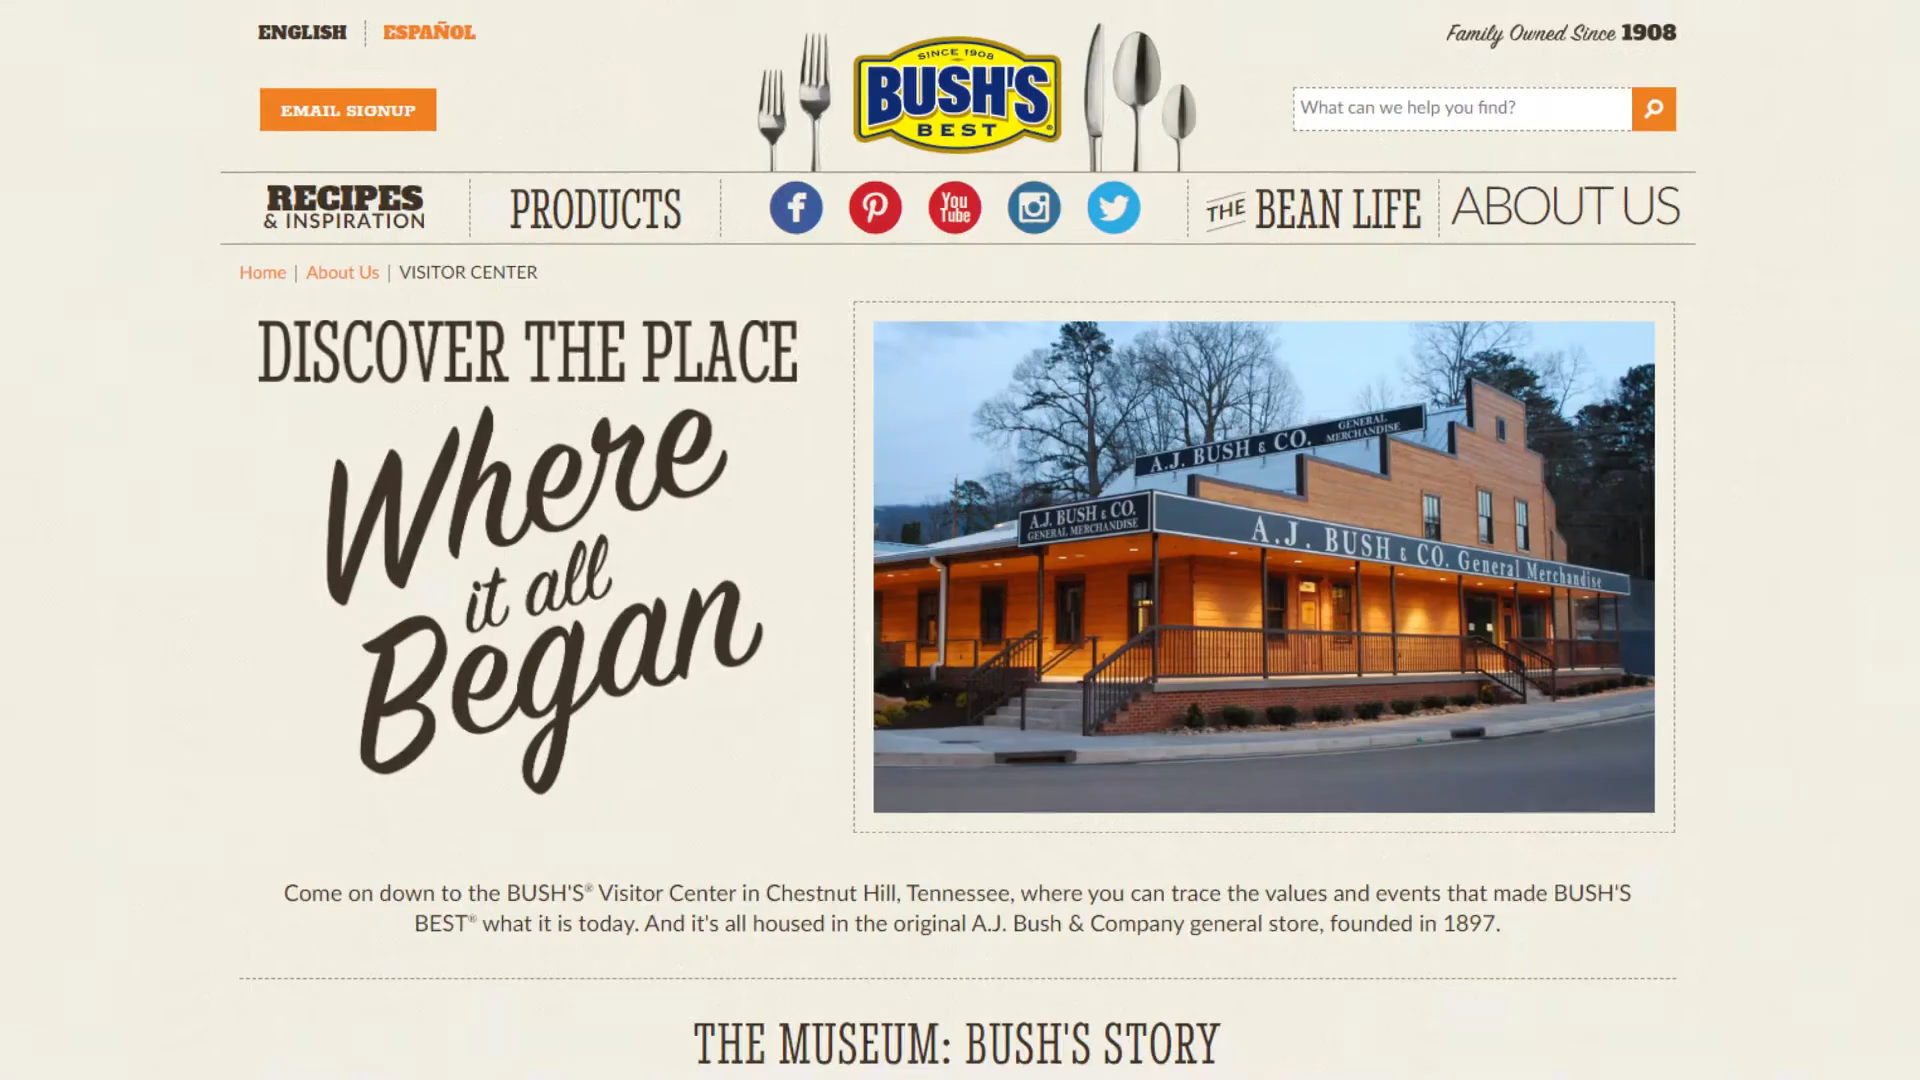 ENGLISH
ESPAÑOL
Family Owned Since 1908
EMAIL SIGNUP
SINCE 1908
BUSH'S
BEST
What can we help you find?
RECIPES
& INSPIRATION
PRODUCTS
f
P
You
Tube
THE BEAN LIFE
ABOUT US
Home | About Us | VISITOR CENTER
DISCOVER THE PLACE
Where
it all
Began
A.J. BUSH & CO. GENERAL
MERCHANDISE
A.J. BUSH & CO.
GENERAL MERCHANDISE
A.J. BUSH & CO. General Merchandise
Come on down to the BUSH'S® Visitor Center in Chestnut Hill, Tennessee, where you can trace the values and events that made BUSH'S
BEST® what it is today. And it's all housed in the original A.J. Bush & Company general store, founded in 1897.
THE MUSEUM: BUSH'S STORY